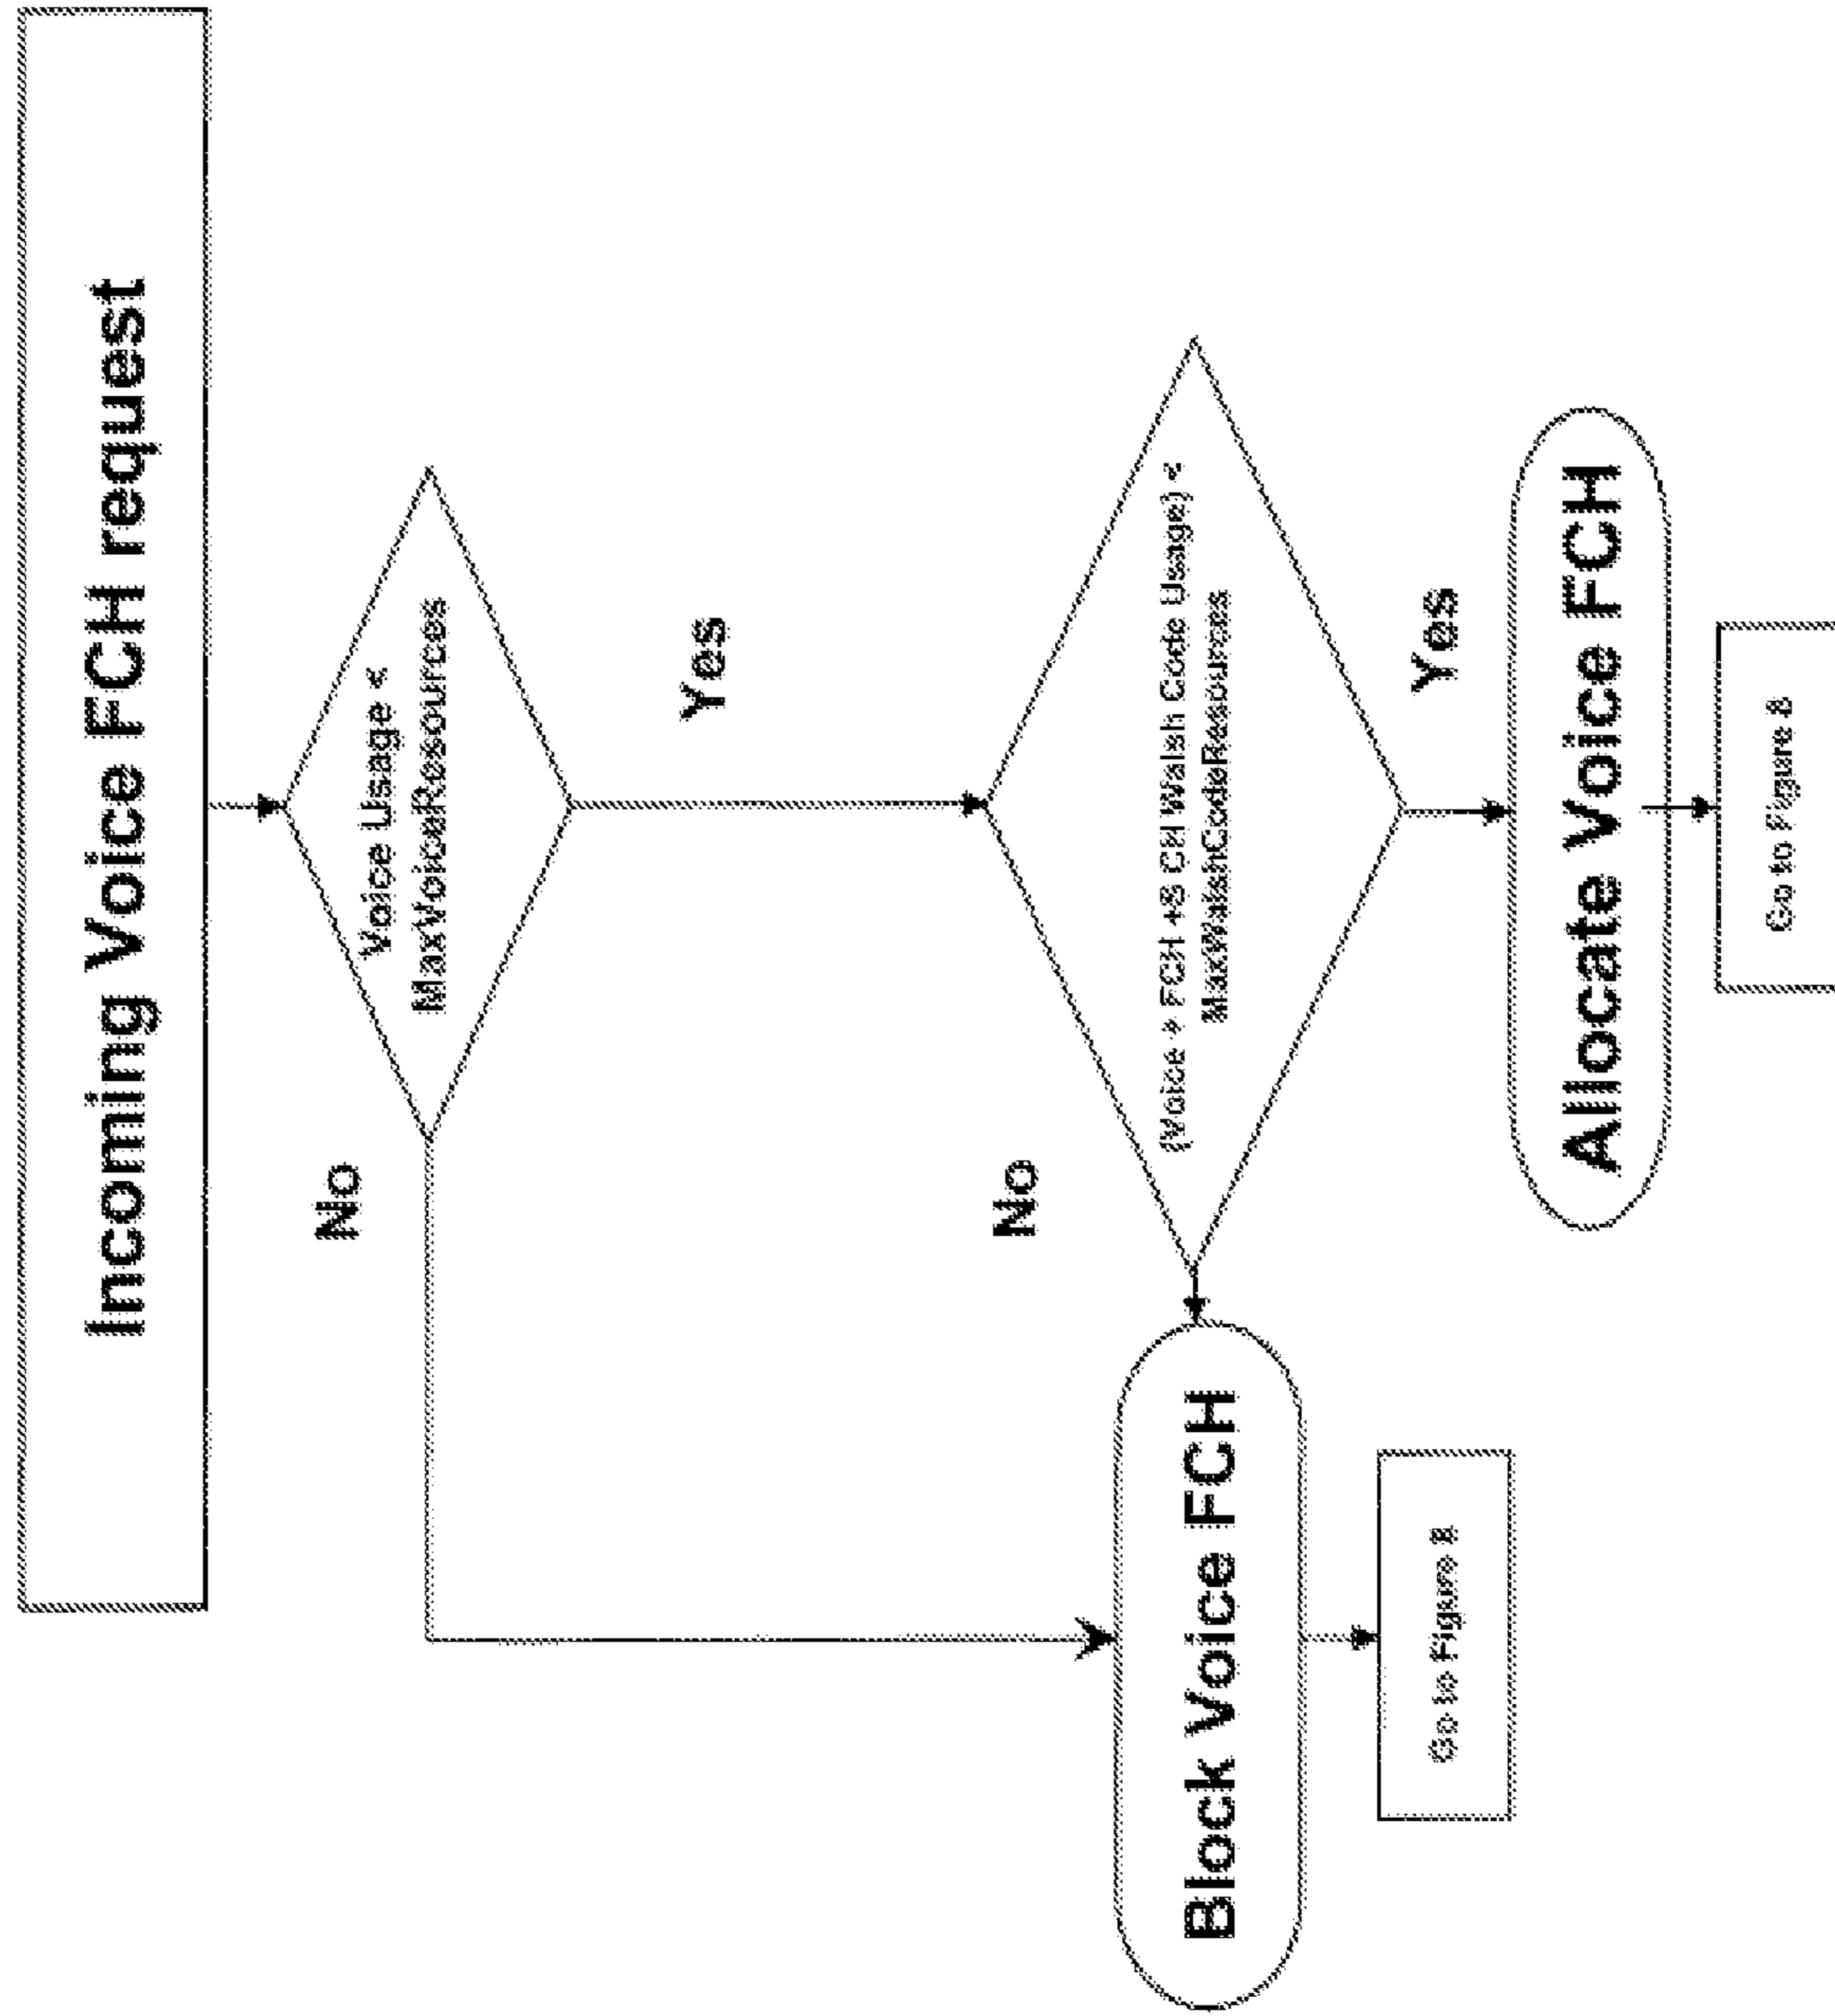 Incoming Voice FCH request
Voice Usage <
MaxVoiceResources
No
Yes
(Voice + FCH +S CH Walsh Code Usage) <
MaxWalshCodeResources
No
Yes
Block Voice FCH
Allocate Voice FCH
Go to Figure 8
Go to Figure 8